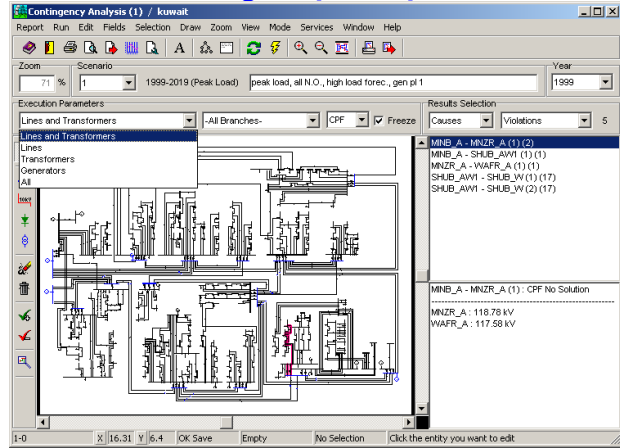 Contingency Analysis (1) / kuwait
Report Run Edit Fields Selection Draw Zoom View Mode Services Window Help
Zoom Scenario Year
71 % 1 1999-2019 (Peak Load) peak load, all N.O., high load forec., gen pl 1 1999
Execution Parameters Results Selection
Lines and Transformers -All Branches- CPF Freeze Causes Violations 5
Lines and Transformers
Lines
Transformers
Generators
All
MINB_A - MNZR_A (1) (2)
MINB_A - SHUB_AW1 (1) (1)
MNZR_A - WAFR_A (1) (1)
SHUB_AW1 - SHUB_W (1) (17)
SHUB_AW1 - SHUB_W (2) (17)
MINB_A - MNZR_A (1) : CPF No Solution
MNZR_A : 118.78 kV
WAFR_A : 117.58 kV
1-0 X 16.31 Y 6.4 OK Save Empty No Selection Click the entity you want to edit